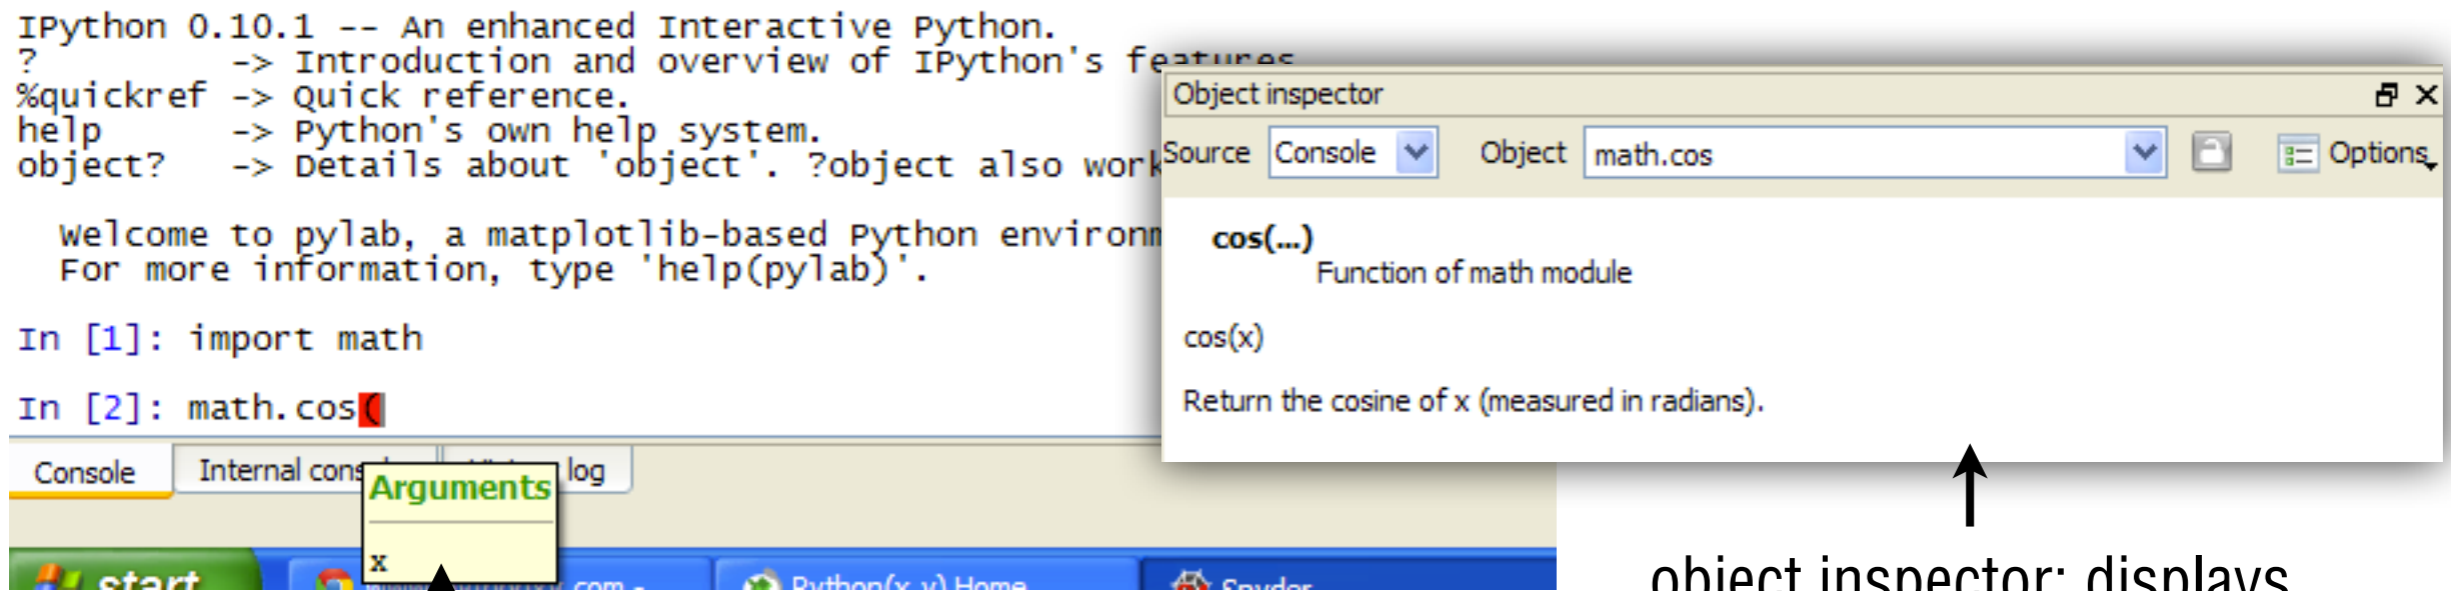 IPython 0.10.1 -- An enhanced Interactive Python.
?         -> Introduction and overview of IPython's features
%quickref -> Quick reference.
help      -> Python's own help system.
object?   -> Details about 'object'. ?object also work
Welcome to pylab, a matplotlib-based Python environm
For more information, type 'help(pylab)'.
In [1]: import math
In [2]: math.cos(
Object inspector
Source Console Object math.cos Options
cos(...)
Function of math module
cos(x)
Return the cosine of x (measured in radians).
Console Internal log
Arguments
x
start Python(x,y) Home Spyder
object inspector: displays